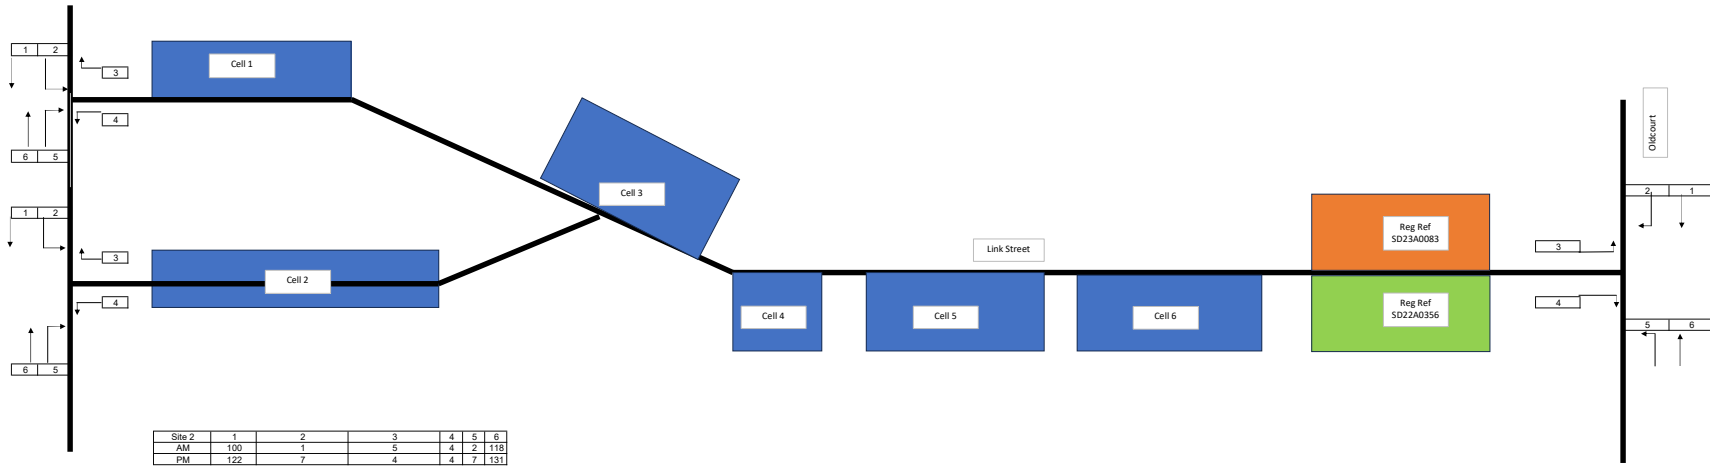 1 2
3
Cell 1
4
6 5
Oldcourt
Cell 3
2 1
1 2
3
Reg Ref
SD23A0083
Link Street
3
Cell 2
4
Cell 4
Cell 5
Cell 6
Reg Ref
SD22A0356
4
5 6
6 5
Site 2 1 2 3 4 5 6
AM 100 1 5 4 2 118
PM 122 7 4 4 7 131